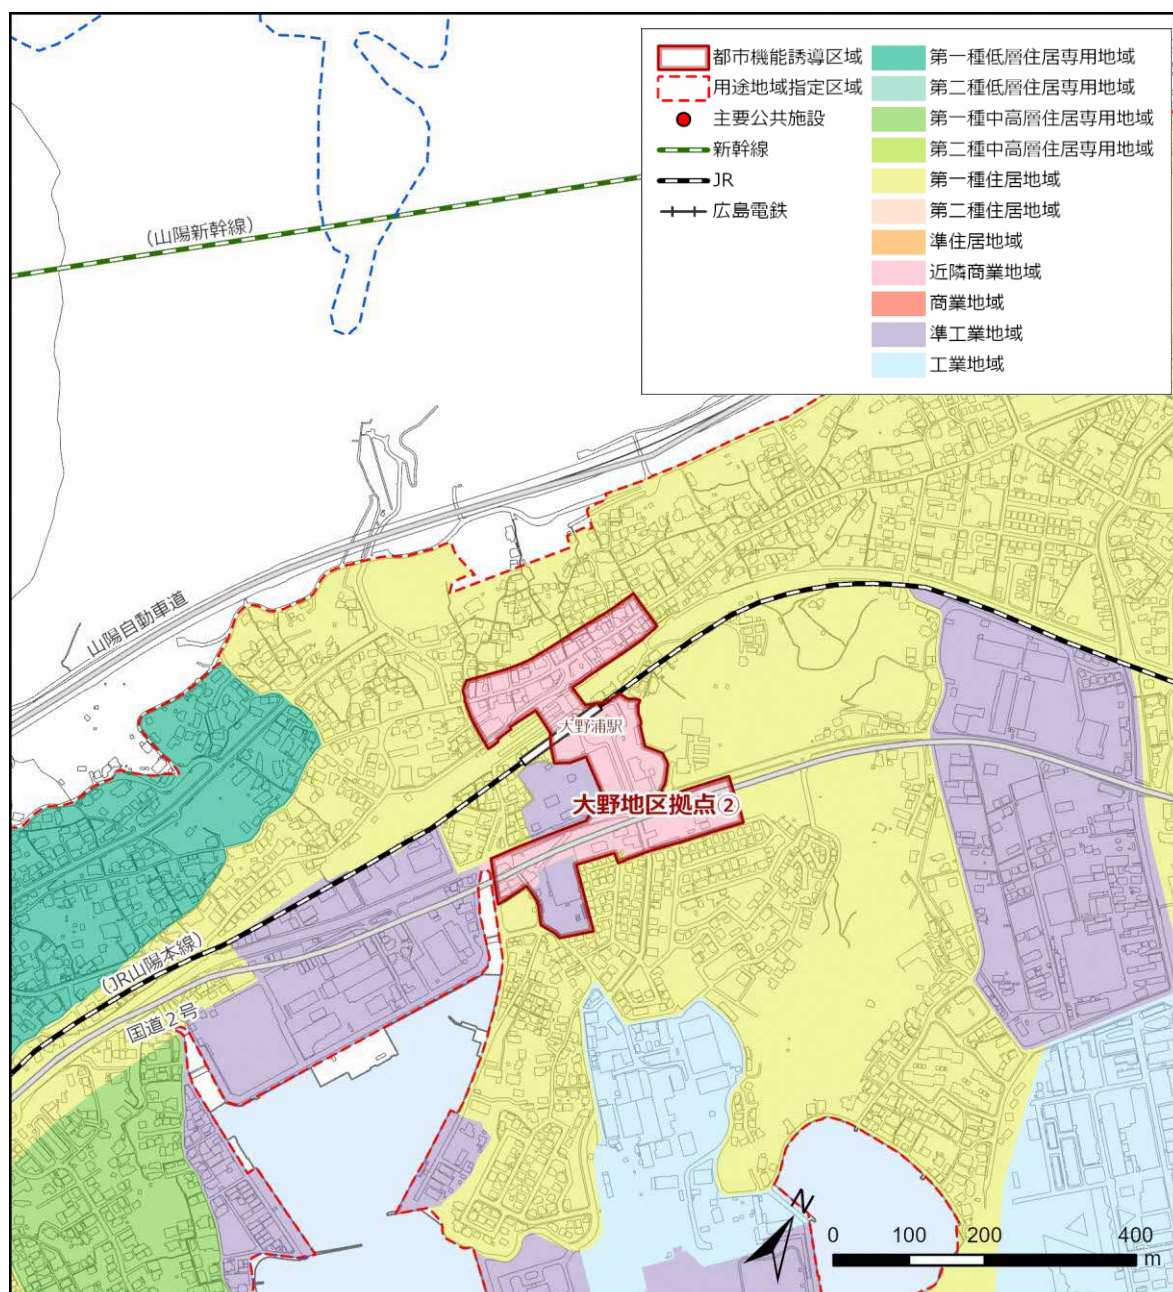 都市機能誘導区域
用途地域指定区域
主要公共施設
新幹線
JR
広島電鉄
第一種低層住居専用地域
第二種低層住居専用地域
第一種中高層住居専用地域
第二種中高層住居専用地域
第一種住居地域
第二種住居地域
準住居地域
近隣商業地域
商業地域
準工業地域
工業地域
(山陽新幹線)
山陽自動車道
大野浦駅
大野地区拠点②
(JR山陽本線)
国道2号
N
0 100 200 400
m